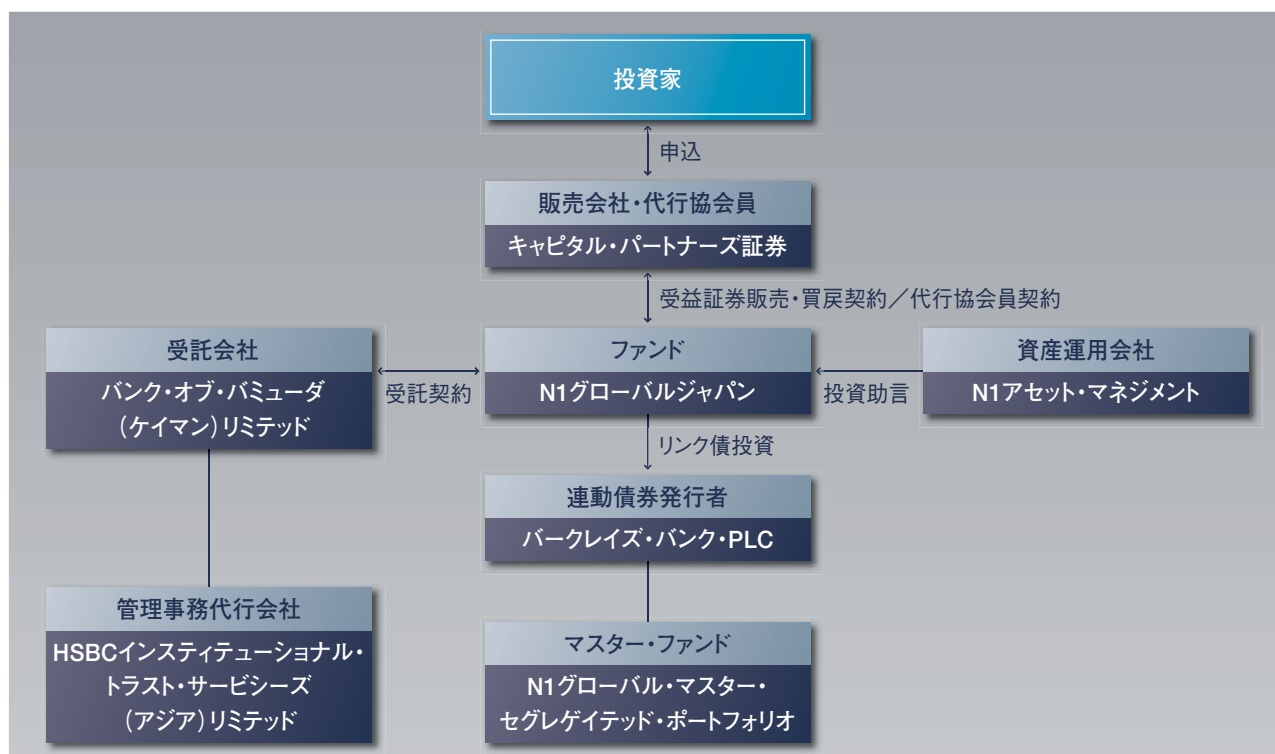 投資家
申込
販売会社・代行協会員
キャピタル・パートナーズ証券
受益証券販売・買戻契約／代行協会員契約
受託会社
バンク・オブ・バミューダ
（ケイマン）リミテッド
受託契約
ファンド
N1グローバルジャパン
投資助言
資産運用会社
N1アセット・マネジメント
リンク債投資
連動債券発行者
バークレイズ・バンク・PLC
管理事務代行会社
HSBCインスティテューショナル・
トラスト・サービシーズ
（アジア）リミテッド
マスター・ファンド
N1グローバル・マスター・
セグレゲイテッド・ポートフォリオ